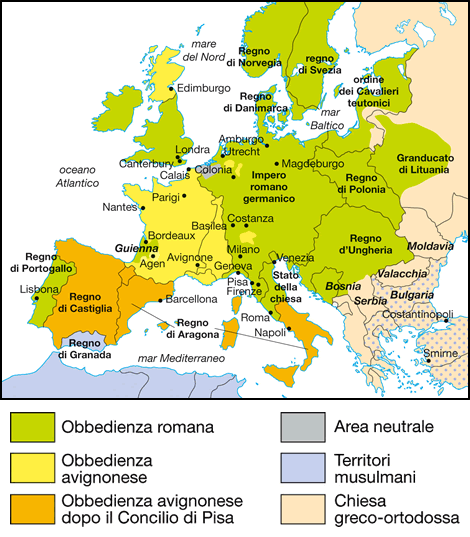 mare
del Nord
Regno
di Norvegia
regno
di Svezia
ordine
dei Cavalieri
teutonici
Edimburgo
Regno
di Danimarca
mar
Baltico
Amburgo
Londra
Utrecht
Canterbury
Calais
Colonia
Magdeburgo
Granducato
di Lituania
oceano
Atlantico
Parigi
Impero
romano
germanico
Regno
di Polonia
Nantes
Basilea
Costanza
Bordeaux
Guienna
Regno
d'Ungheria
Moldavia
Agen
Avignone
Milano
Venezia
Genova
Regno
di Portogallo
Pisa
Firenze
Stato
della
chiesa
Bosnia
Serbia
Valacchia
Bulgaria
Lisbona
Regno
di Castiglia
Barcellona
Roma
Napoli
Costantinopoli
Regno
di Aragona
Regno
di Granada
mar Mediterraneo
Smirne
Obbedienza romana
Obbedienza
avignonese
Obbedienza avignonese
dopo il Concilio di Pisa
Area neutrale
Territori
musulmani
Chiesa
greco-ortodossa